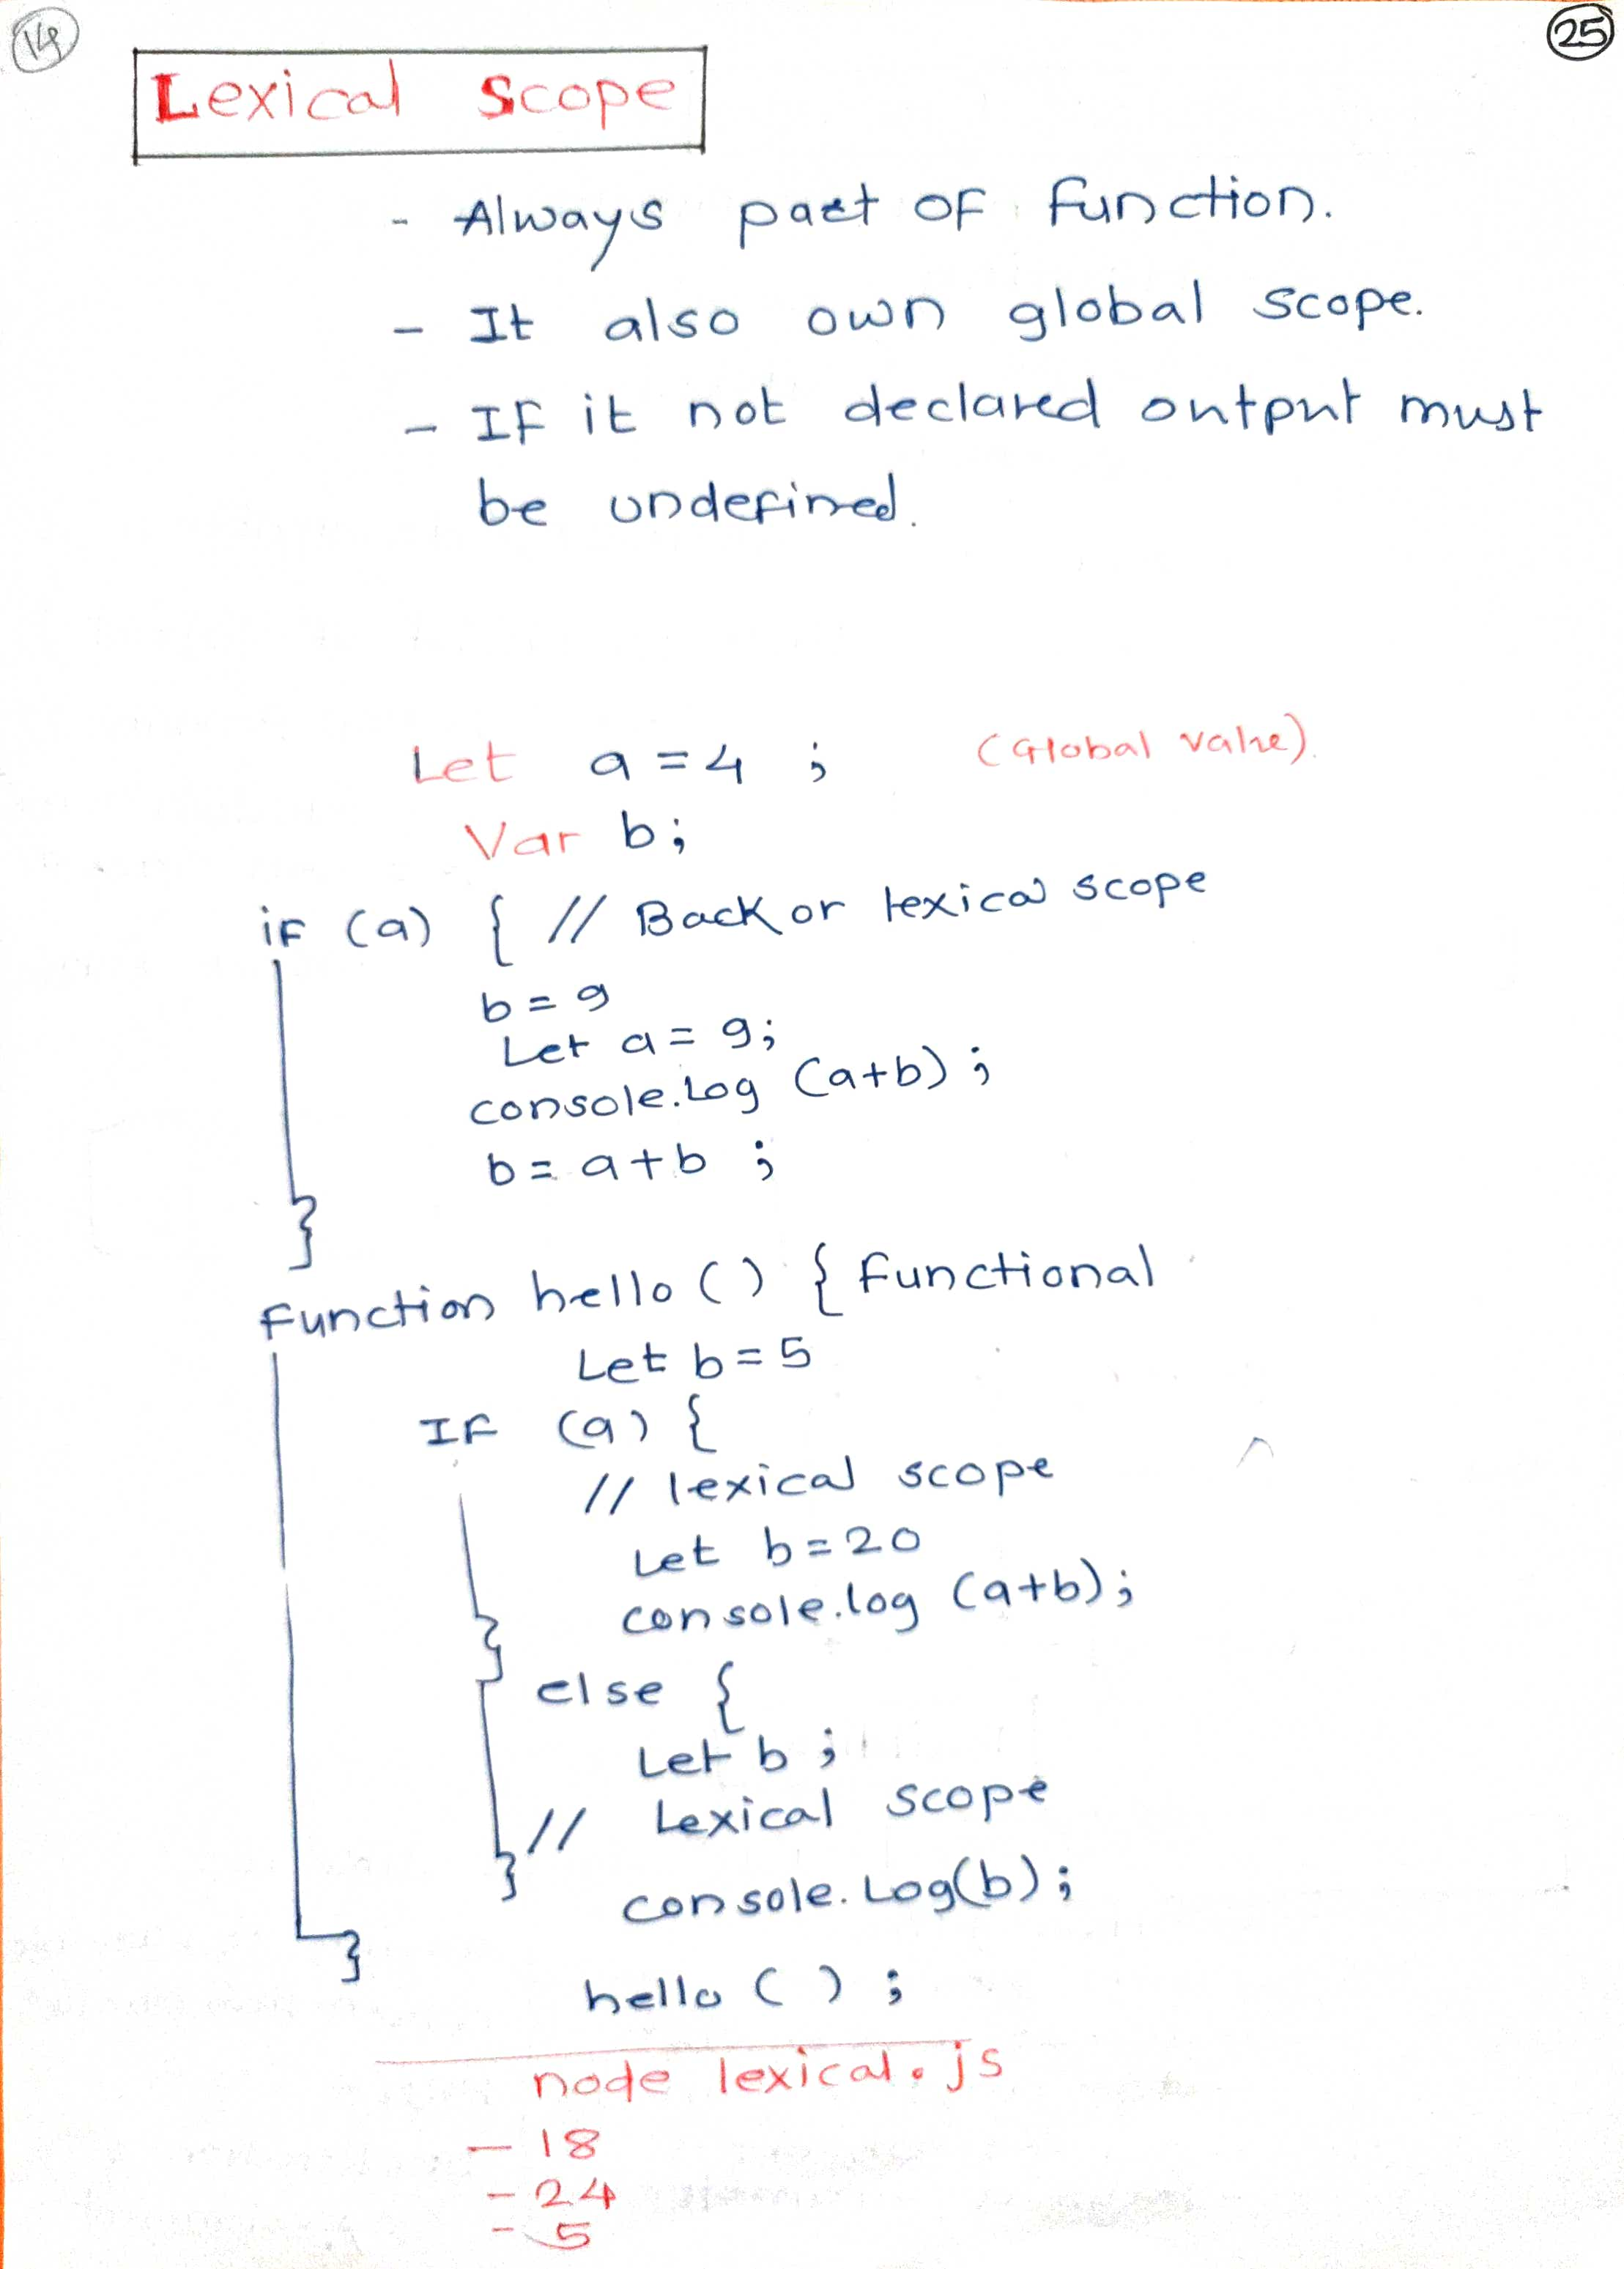 14
25
Lexical Scope
- Always part of function.
- It also own global scope.
- If it not declared output must
be undefined.
Let a = 4 ; (Global value).
Var b;
if (a) { // Back or lexical scope
b = 9
Let a = 9;
console.log (a+b) ;
b = a+b ;
}
Function hello () { functional
Let b = 5
If (a) {
// lexical scope
Let b = 20
console.log (a+b);
}
else {
Let b ;
// Lexical scope
}
console.Log(b);
}
hello ( ) ;
node lexical.js
- 18
- 24
- 5